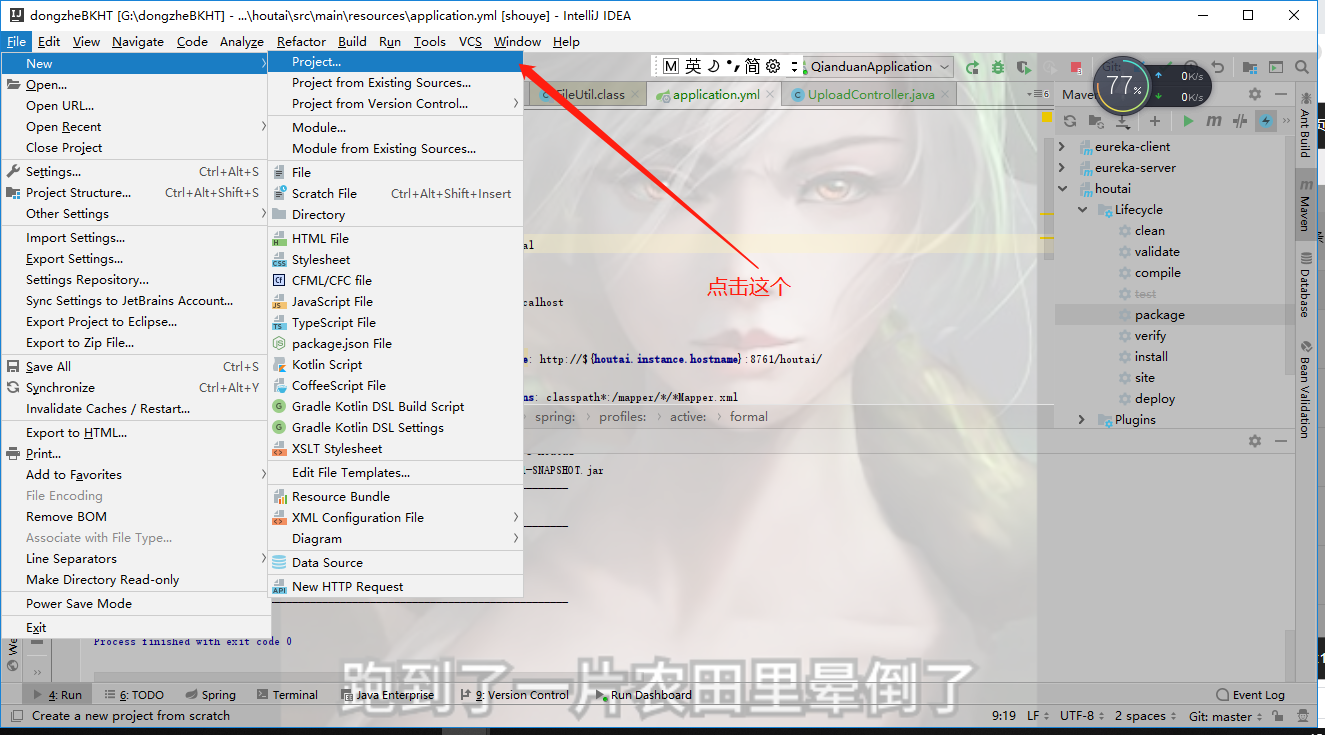 dongzheBKHT [G:\dongzheBKHT] - ...\houtai\src\main\resources\application.yml [shouye] - IntelliJ IDEA
File Edit View Navigate Code Analyze Refactor Build Run Tools VCS Window Help
New
Open...
Open URL...
Open Recent
Close Project
Settings... Ctrl+Alt+S
Project Structure... Ctrl+Alt+Shift+S
Other Settings
Import Settings...
Export Settings...
Settings Repository...
Sync Settings to JetBrains Account...
Export Project to Eclipse...
Export to Zip File...
Save All Ctrl+S
Synchronize Ctrl+Alt+Y
Invalidate Caches / Restart...
Export to HTML...
Print...
Add to Favorites
File Encoding
Remove BOM
Associate with File Type...
Line Separators
Make Directory Read-only
Power Save Mode
Exit
Project...
Project from Existing Sources...
Project from Version Control...
Module...
Module from Existing Sources...
File
Scratch File Ctrl+Alt+Shift+Insert
Directory
HTML File
Stylesheet
CFML/CFC file
JavaScript File
TypeScript File
package.json File
Kotlin Script
CoffeeScript File
Gradle Kotlin DSL Build Script
Gradle Kotlin DSL Settings
XSLT Stylesheet
Edit File Templates...
Resource Bundle
XML Configuration File
Diagram
Data Source
New HTTP Request
M 英 简
QianduanApplication
Git:
77%
0K/s
0K/s
FileUtil.class application.yml UploadController.java
6
点击这个
al
calhost
e: http://${houtai.instance.hostname}:8761/houtai/
ns: classpath*:/mapper/*/*Mapper.xml
spring: › profiles: › active: › formal
-SNAPSHOT.jar
Process finished with exit code 0
Maven
eureka-client
eureka-server
houtai
Lifecycle
clean
validate
compile
test
package
verify
install
site
deploy
Plugins
Ant Build
m Maven
Database
Bean Validation
跑到了一片农田里晕倒了
4: Run 6: TODO Spring Terminal Java Enterprise 9: Version Control Run Dashboard Event Log
Create a new project from scratch 9:19 LF UTF-8 2 spaces Git: master